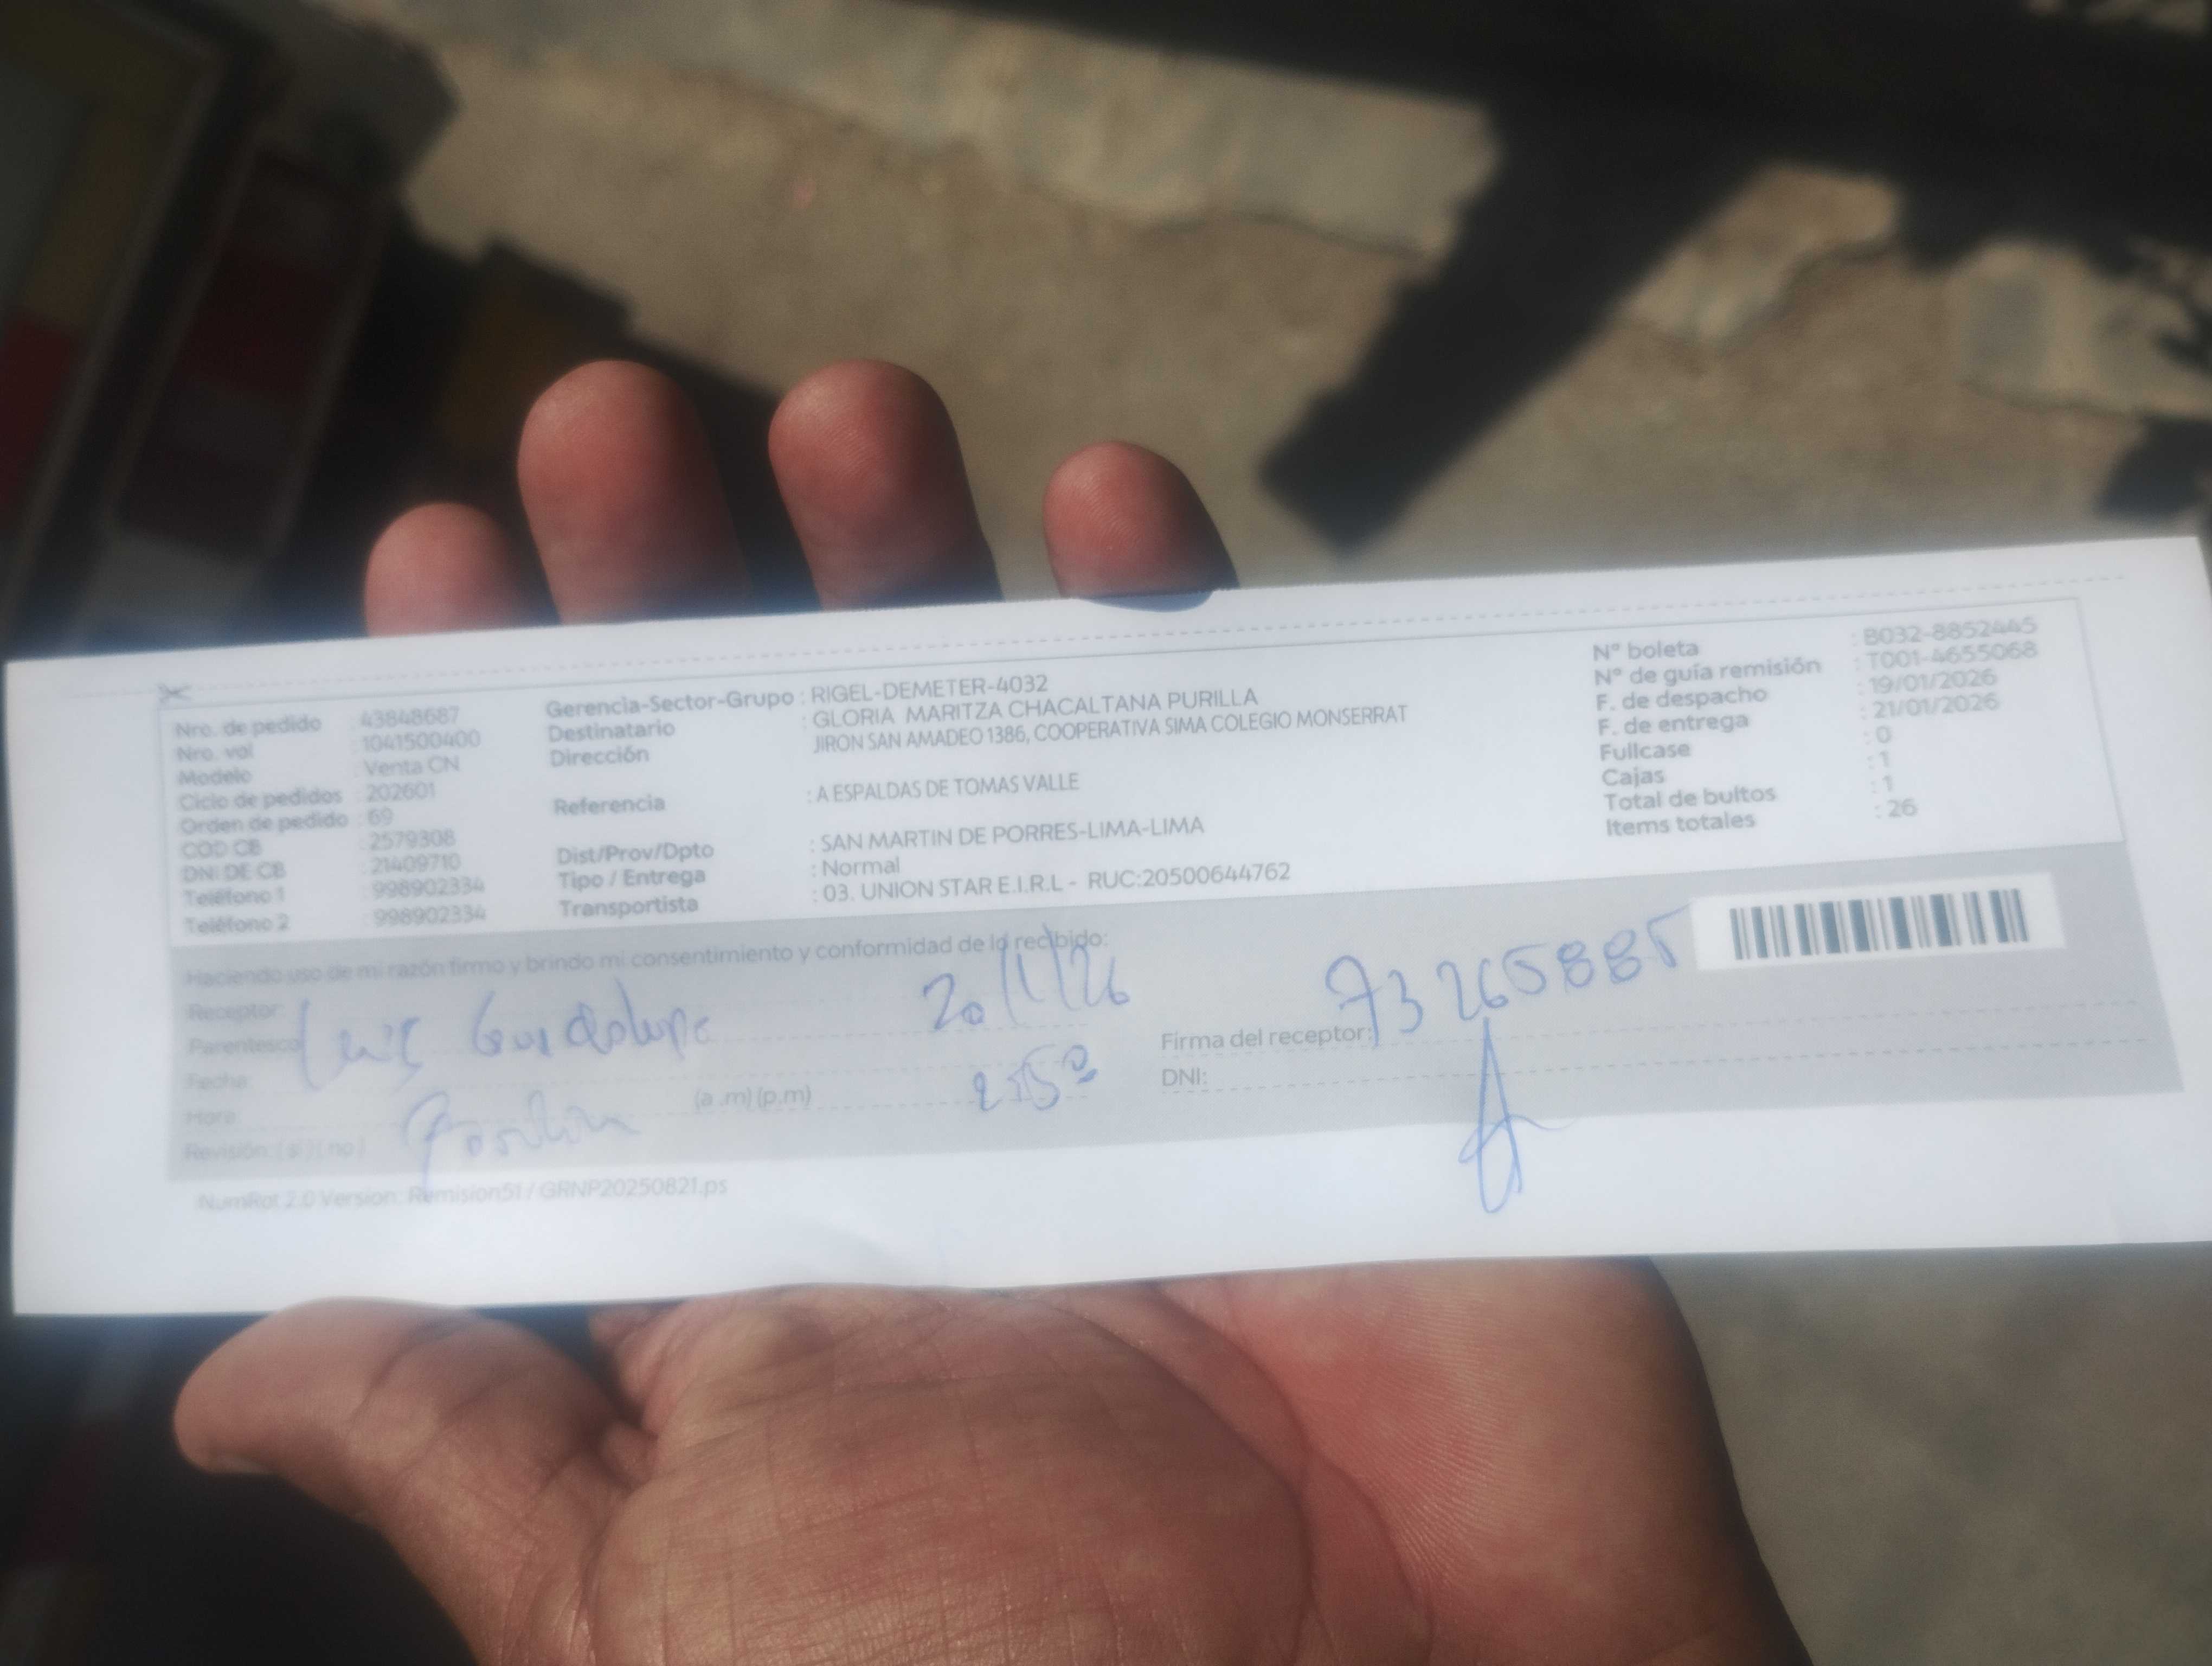 Nro. de pedido : 43848687
Nro. vol : 1041500400
Modelo : Venta CN
Ciclo de pedidos : 202601
Orden de pedido : 69
COD CB : 2579308
DNI DE CB : 21409710
Teléfono 1 : 998902334
Teléfono 2 : 998902334
Gerencia-Sector-Grupo : RIGEL-DEMETER-4032
Destinatario : GLORIA MARITZA CHACALTANA PURILLA
Dirección JIRON SAN AMADEO 1386, COOPERATIVA SIMA COLEGIO MONSERRAT
Referencia : A ESPALDAS DE TOMAS VALLE
Dist/Prov/Dpto : SAN MARTIN DE PORRES-LIMA-LIMA
Tipo / Entrega : Normal
Transportista : 03. UNION STAR E.I.R.L - RUC:20500644762
N° boleta : B032-8852445
N° de guía remisión : T001-4655068
F. de despacho : 19/01/2026
F. de entrega : 21/01/2026
Fullcase : 0
Cajas : 1
Total de bultos : 1
Items totales : 26
Haciendo uso de mi razón firmo y brindo mi consentimiento y conformidad de lo recibido:
Receptor:
Parentesco
Luis Guadalupe 20/1/26
Fecha:
Hora: (a .m) (p.m)
Revisión: ( si ) ( no )
73265885
Firma del receptor:
DNI:
NumRot 2.0 Version: Remision51 / GRNP20250821.ps